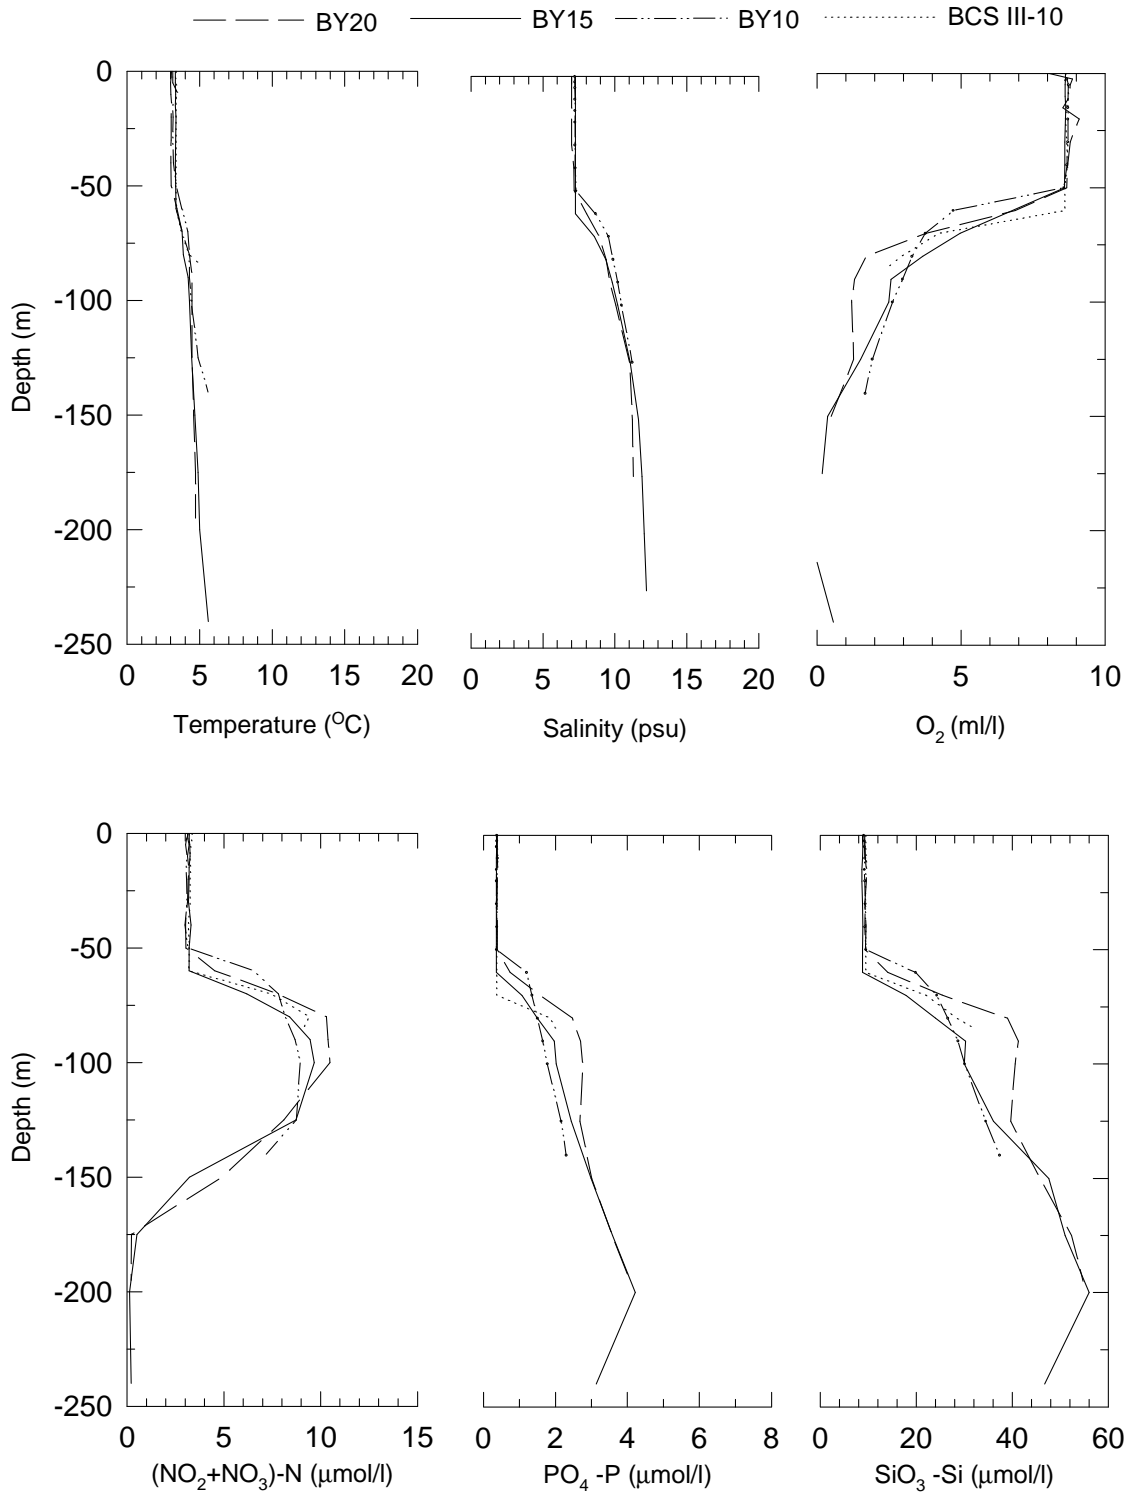 BY20 BY15 BY10 BCS III-10
0
-50
-100
-150
-200
-250
Depth (m)
0 5 10 15 20
Temperature (°C)
0 5 10 15 20
Salinity (psu)
0 5 10
O₂ (ml/l)
0
-50
-100
-150
-200
-250
Depth (m)
0 5 10 15
(NO₂+NO₃)-N (μmol/l)
0 2 4 6 8
PO₄ -P (μmol/l)
0 20 40 60
SiO₃ -Si (μmol/l)